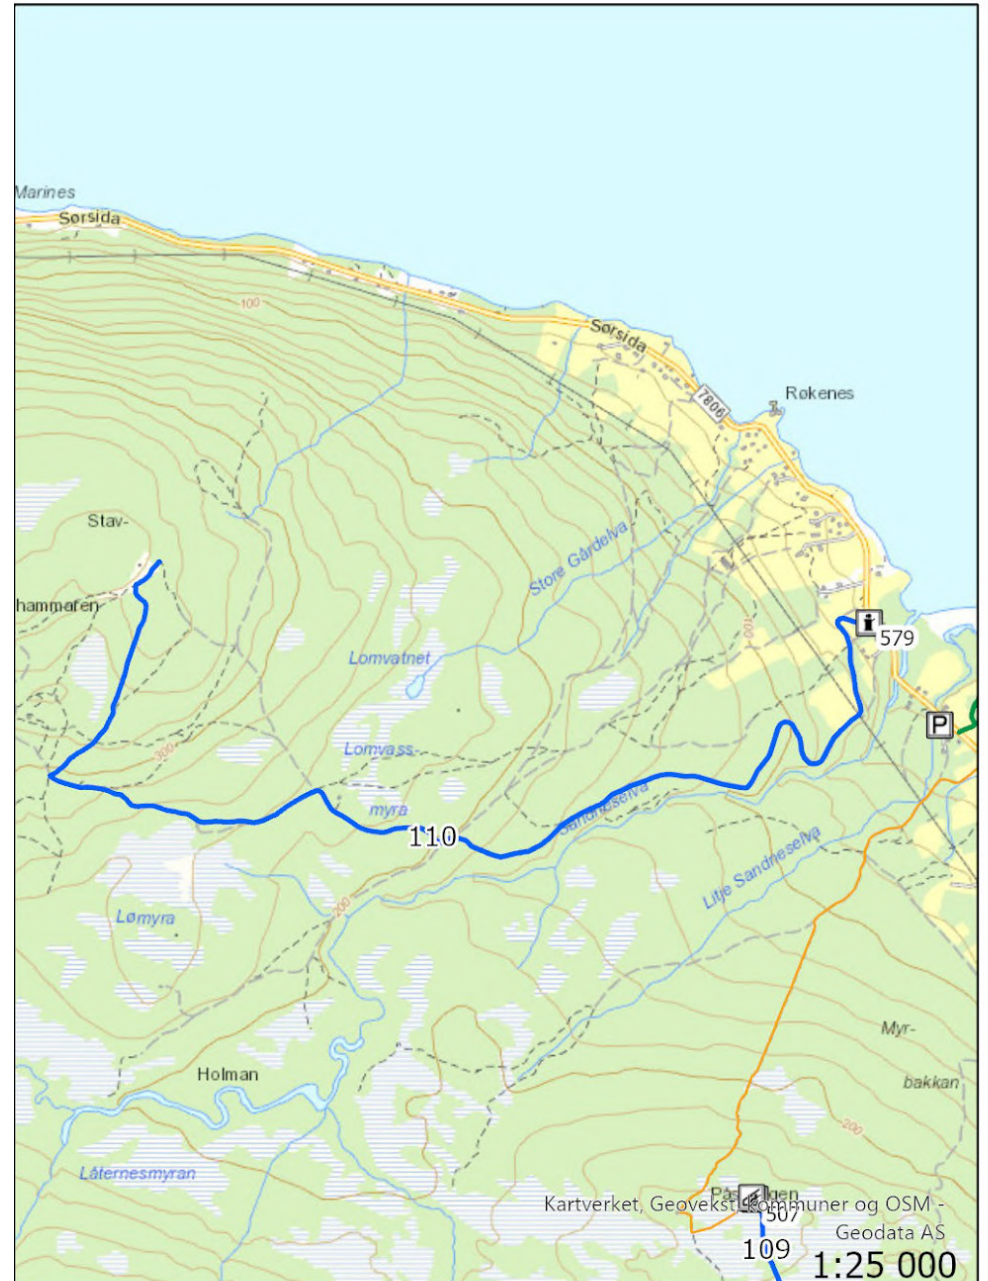 Marines
Sørsida
100
Sørsida
Røkenes
7806
Stav-
hammaren
Store Gårdelva
100
579
Lomvatnet
P
300
Lomvass-
myra
Sandneselva
110
Litje Sandneselva
200
Lømyra
Myr-
bakkan
Holman
200
Låternesmyran
Kartverket, Geovekst, kommuner og OSM -
507
Geodata AS
109
1:25 000